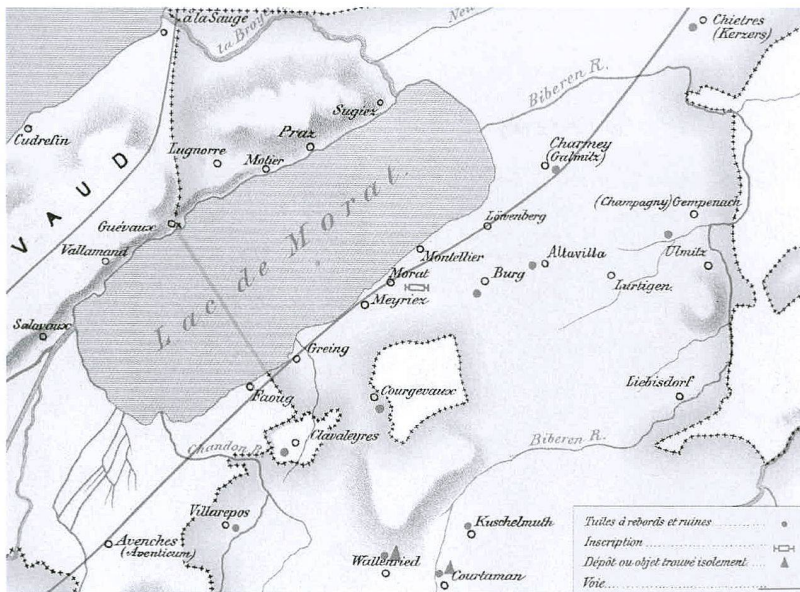 à la Sauge
la Broye
Chiètres
(Kerzers)
Biberen R.
Sugiez
Cudrefin
Praz
Lugnorre
Motier
Charmey
(Galmitz)
VAUD
(Champagny) Gempenach
Guévaux
Löwenberg
Lac de Morat.
Vallamand
Montellier
Altavilla
Ulmitz
Morat
Burg
Lurtigen
Meyriez
Salavaux
Greing
Faoug
Courgevaux
Liebisdorf
Clavaleyres
Biberen R.
Chandon R.
Villarepos
Kuschelmuth
Avenches
(Aventicum)
Wallenried
Courtaman
Tuiles à rebords et ruines
Inscription
Dépôt ou objet trouvé isolement
Voie